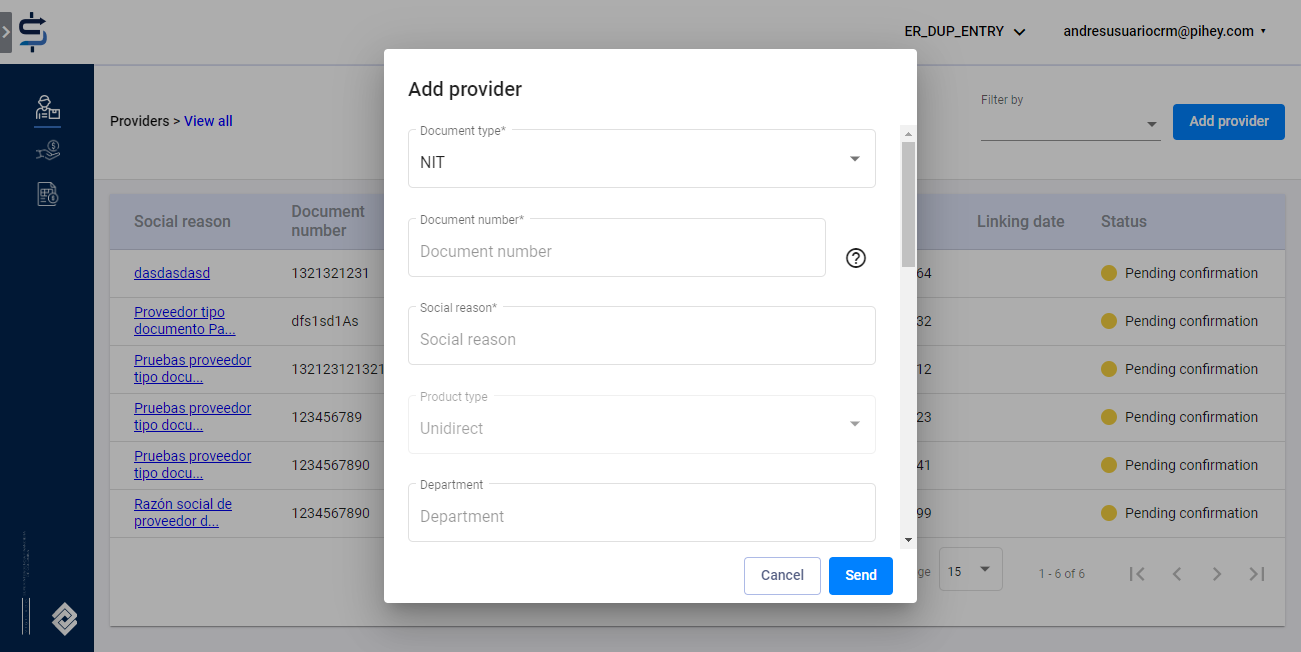 ER_DUP_ENTRY
andresusuariocrm@pihey.com
Providers > View all
Filter by
Add provider
Social reason
Document number
Linking date
Status
dasdasdasd
1321321231
64
Pending confirmation
Proveedor tipo
documento Pa...
dfs1sd1As
32
Pending confirmation
Pruebas proveedor
tipo docu...
132123121321
12
Pending confirmation
Pruebas proveedor
tipo docu...
123456789
23
Pending confirmation
Pruebas proveedor
tipo docu...
1234567890
41
Pending confirmation
Razón social de
proveedor d...
1234567890
99
Pending confirmation
ge
15
1 - 6 of 6
Add provider
Document type*
NIT
Document number*
Document number
Social reason*
Social reason
Product type
Unidirect
Department
Department
Cancel
Send